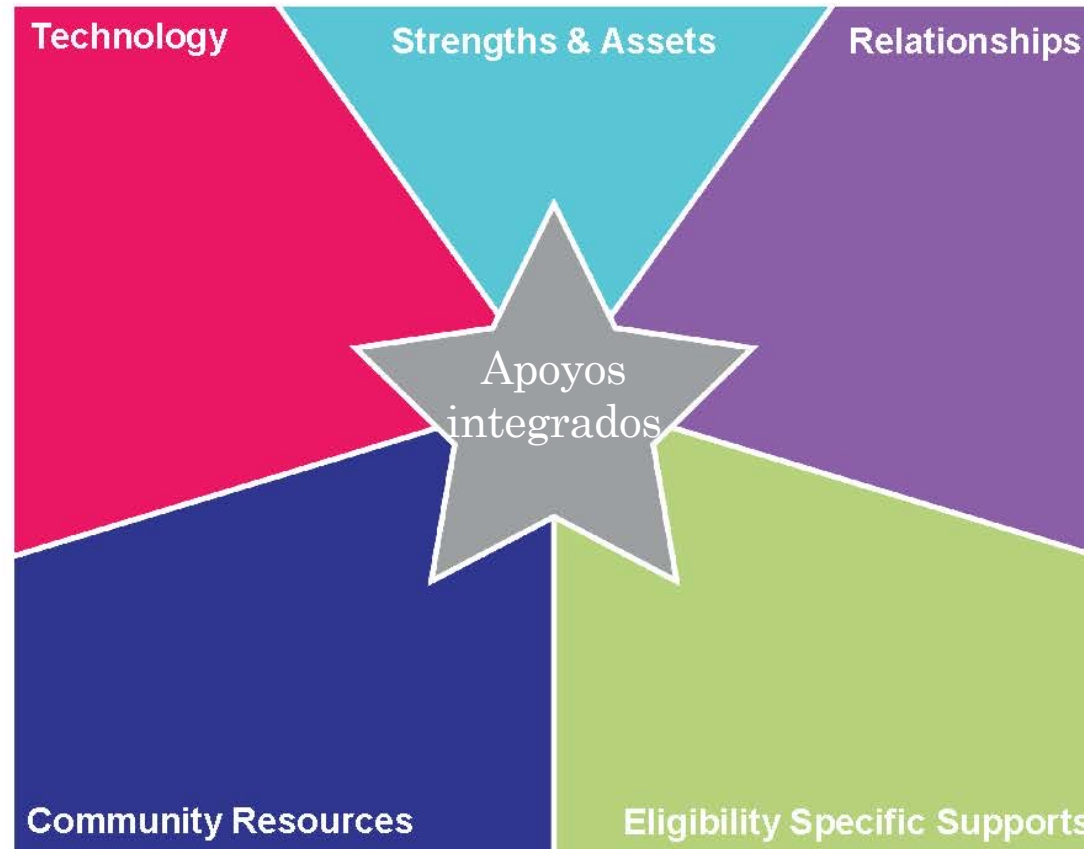 Technology
Strengths & Assets
Relationships
Apoyos
integrados
Community Resources
Eligibility Specific Supports